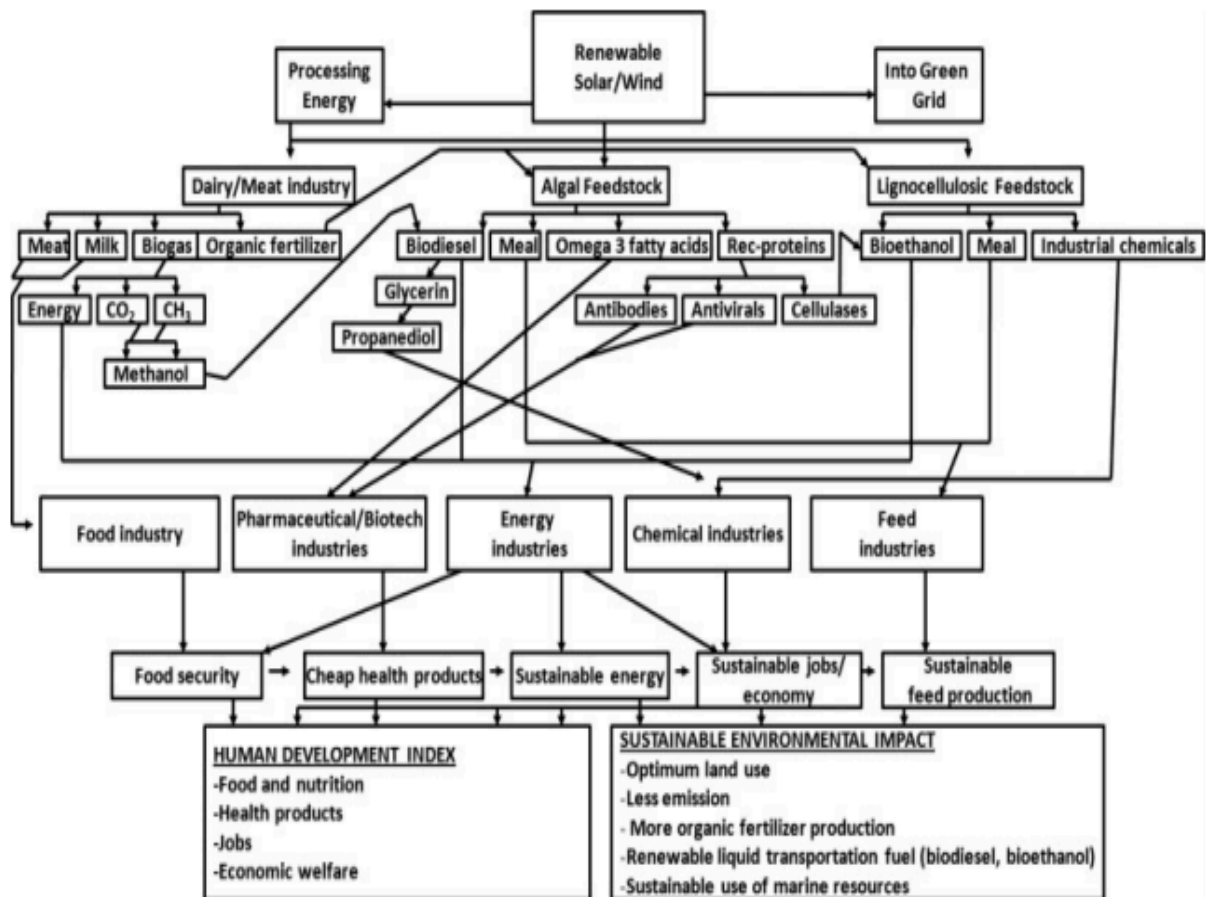 Renewable
Solar/Wind
Processing
Energy
Into Green
Grid
Dairy/Meat industry
Algal Feedstock
Lignocellulosic Feedstock
Meat
Milk
Biogas
Organic fertilizer
Biodiesel
Meal
Omega 3 fatty acids
Rec-proteins
Bioethanol
Meal
Industrial chemicals
Energy
CO₂
CH₃
Glycerin
Antibodies
Antivirals
Cellulases
Propanediol
Methanol
Food industry
Pharmaceutical/Biotech
industries
Energy
industries
Chemical industries
Feed
industries
Food security
Cheap health products
Sustainable energy
Sustainable jobs/
economy
Sustainable
feed production
HUMAN DEVELOPMENT INDEX
-Food and nutrition
-Health products
-Jobs
-Economic welfare
SUSTAINABLE ENVIRONMENTAL IMPACT
-Optimum land use
-Less emission
- More organic fertilizer production
-Renewable liquid transportation fuel (biodiesel, bioethanol)
-Sustainable use of marine resources